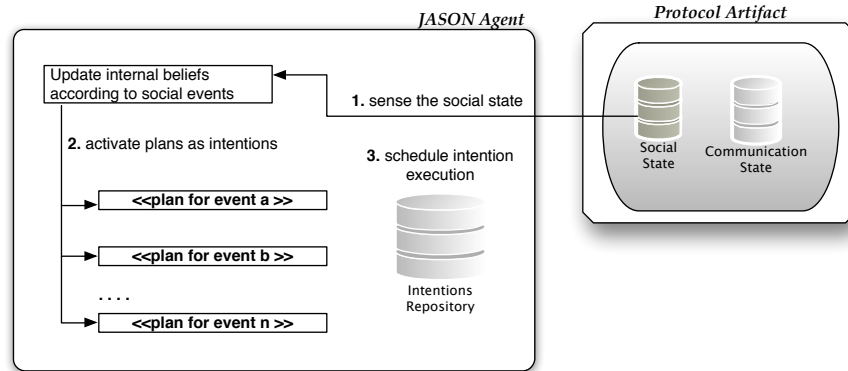 JASON Agent
Protocol Artifact
Update internal beliefs
according to social events
1. sense the social state
2. activate plans as intentions
3. schedule intention
execution
<<plan for event a >>
<<plan for event b >>
. . . .
<<plan for event n >>
Intentions
Repository
Social
State
Communication
State